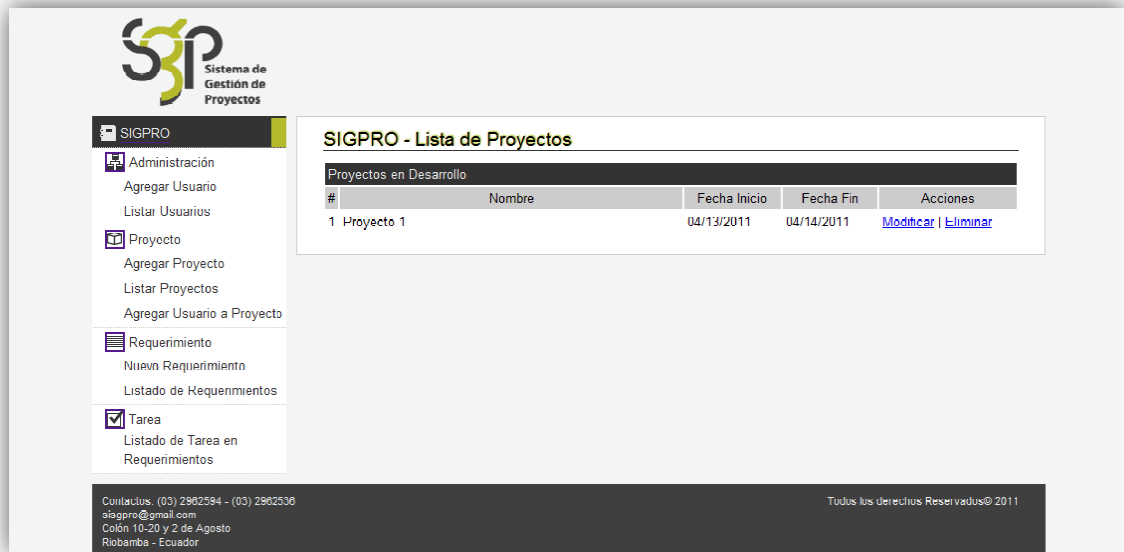 Sgp
Sistema de
Gestión de
Proyectos
SIGPRO
Administración
Agregar Usuario
Listar Usuarios
Proyecto
Agregar Proyecto
Listar Proyectos
Agregar Usuario a Proyecto
Requerimiento
Nuevo Requerimiento
Listado de Requerimientos
Tarea
Listado de Tarea en
Requerimientos
SIGPRO - Lista de Proyectos
Proyectos en Desarrollo
# Nombre Fecha Inicio Fecha Fin Acciones
1 Proyecto 1 04/13/2011 04/14/2011 Modificar | Eliminar
Contactos: (03) 2962594 - (03) 2962536
sisgpro@gmail.com
Colón 10-20 y 2 de Agosto
Riobamba - Ecuador
Todos los derechos Reservados© 2011